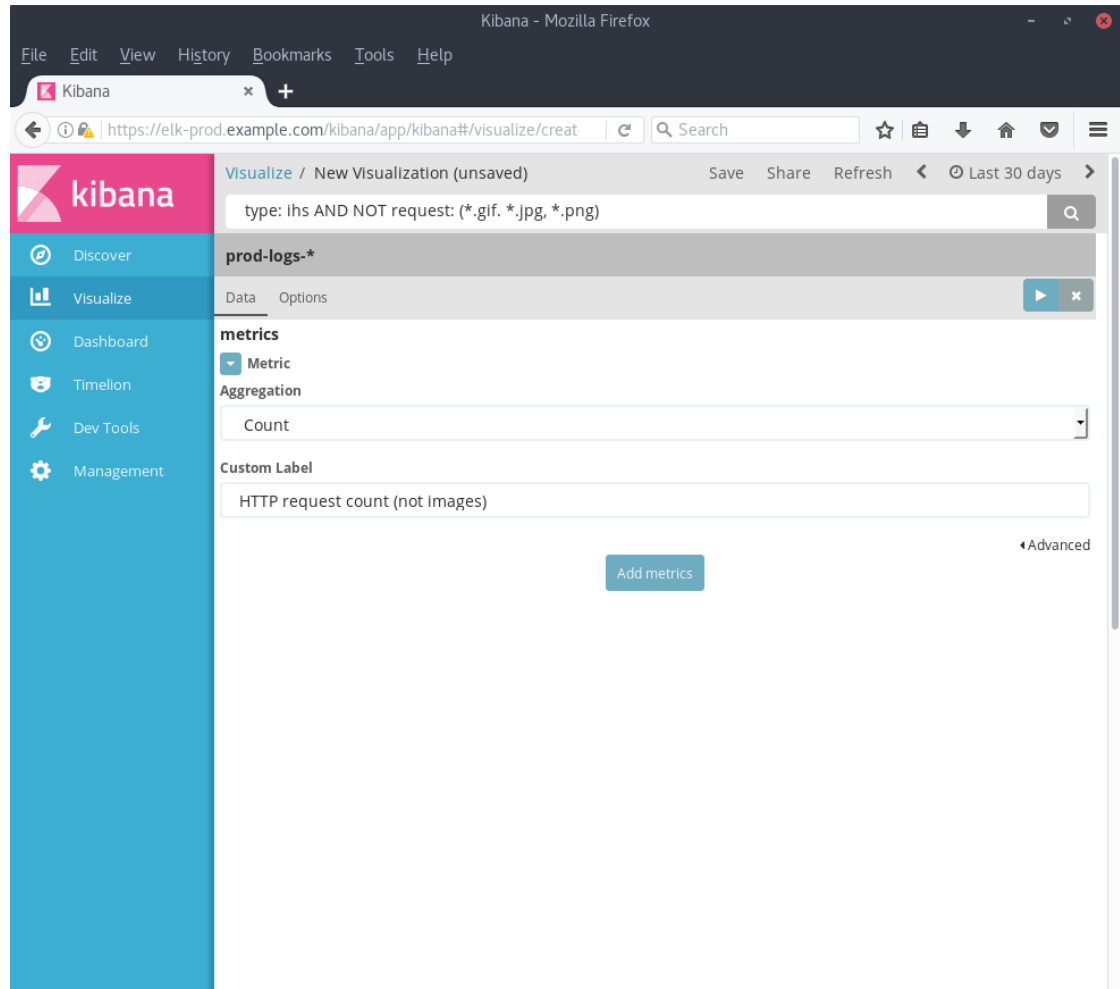 Kibana - Mozilla Firefox
File Edit View History Bookmarks Tools Help
Kibana
https://elk-prod.example.com/kibana/app/kibana#/visualize/creat Search
kibana
Visualize / New Visualization (unsaved) Save Share Refresh Last 30 days
type: ihs AND NOT request: (*.gif. *.jpg, *.png)
Discover
Visualize
Dashboard
Timelion
Dev Tools
Management
prod-logs-*
Data Options
metrics
Metric
Aggregation
Count
Custom Label
HTTP request count (not images)
Advanced
Add metrics